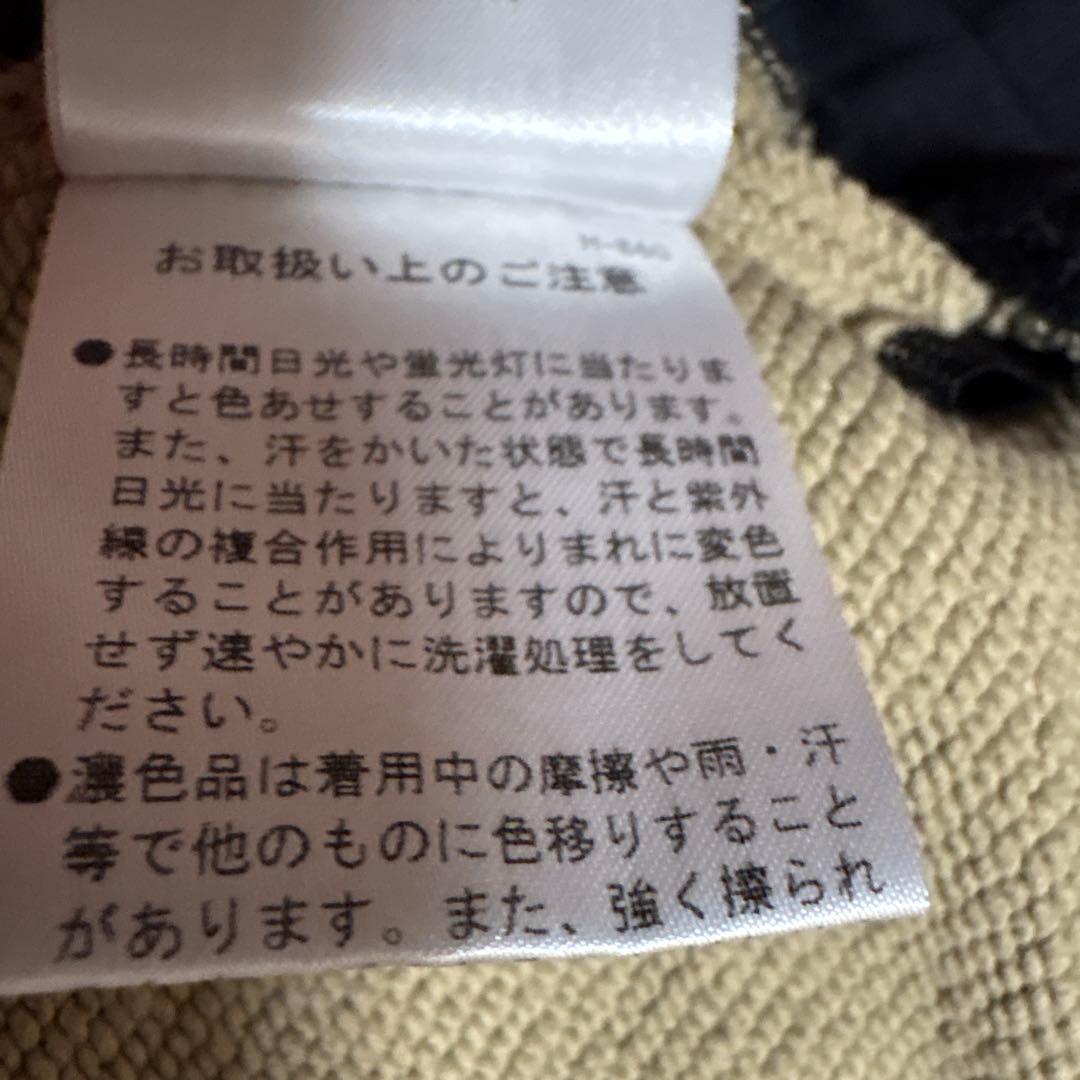 お取扱い上のご注意
●長時間日光や蛍光灯に当たりま
すと色あせすることがあります。
また、汗をかいた状態で長時間
日光に当たりますと、汗と紫外
線の複合作用によりまれに変色
することがありますので、放置
せず速やかに洗濯処理をしてく
ださい。
●濃色品は着用中の摩擦や雨・汗
等で他のものに色移りすること
があります。また、強く擦られ